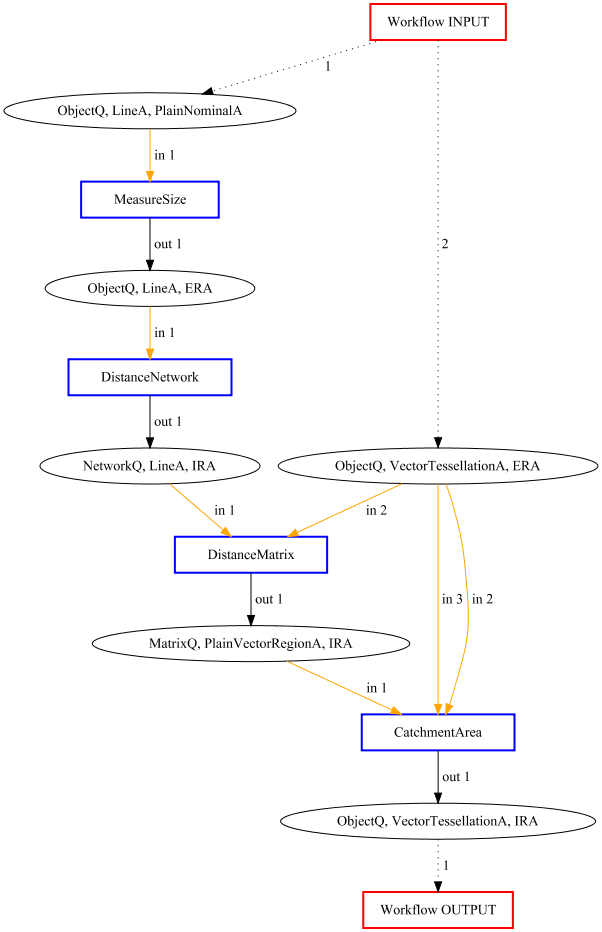 Workflow INPUT
1
ObjectQ, LineA, PlainNominalA
in 1
MeasureSize
out 1
2
ObjectQ, LineA, ERA
in 1
DistanceNetwork
out 1
NetworkQ, LineA, IRA
ObjectQ, VectorTessellationA, ERA
in 1
in 2
DistanceMatrix
out 1
in 3
in 2
MatrixQ, PlainVectorRegionA, IRA
in 1
CatchmentArea
out 1
ObjectQ, VectorTessellationA, IRA
1
Workflow OUTPUT